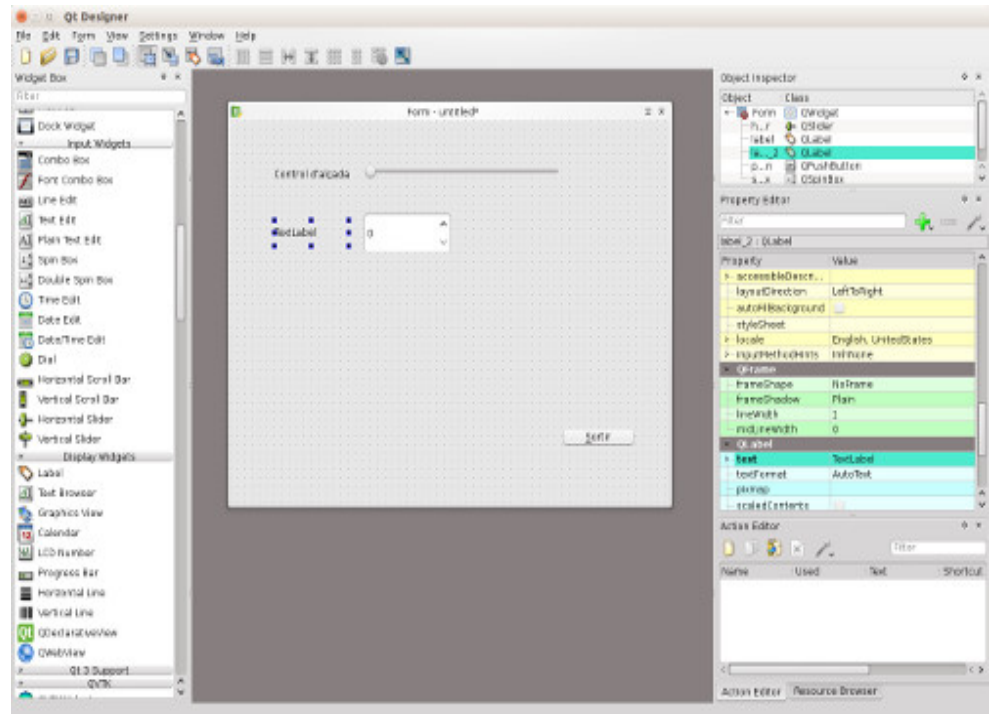 Qt Designer
File Edit Form View Settings Window Help
Widget Box
Filter
Dock Widget
Input Widgets
Combo Box
Font Combo Box
Line Edit
Text Edit
Plain Text Edit
Spin Box
Double Spin Box
Time Edit
Date Edit
Date/Time Edit
Dial
Horizontal Scroll Bar
Vertical Scroll Bar
Horizontal Slider
Vertical Slider
Display Widgets
Label
Text Browser
Graphics View
Calendar
LCD Number
Progress Bar
Horizontal Line
Vertical Line
QDeclarativeView
QWebView
Qt 3 Support
QVTK
Form - untitled*
Control d'alçada
TextLabel
0
Sortir
Object Inspector
Object Class
Form QWidget
h...r QSlider
label QLabel
la..._2 QLabel
p...n QPushButton
s...x QSpinBox
Property Editor
Filter
label_2 : QLabel
Property Value
accessibleDescr...
layoutDirection LeftToRight
autoFillBackground
styleSheet
locale English, UnitedStates
inputMethodHints ImhNone
QFrame
frameShape NoFrame
frameShadow Plain
lineWidth 1
midLineWidth 0
QLabel
text TextLabel
textFormat AutoText
pixmap
scaledContents
Action Editor
Filter
Name Used Text Shortcut
Action Editor Resource Browser